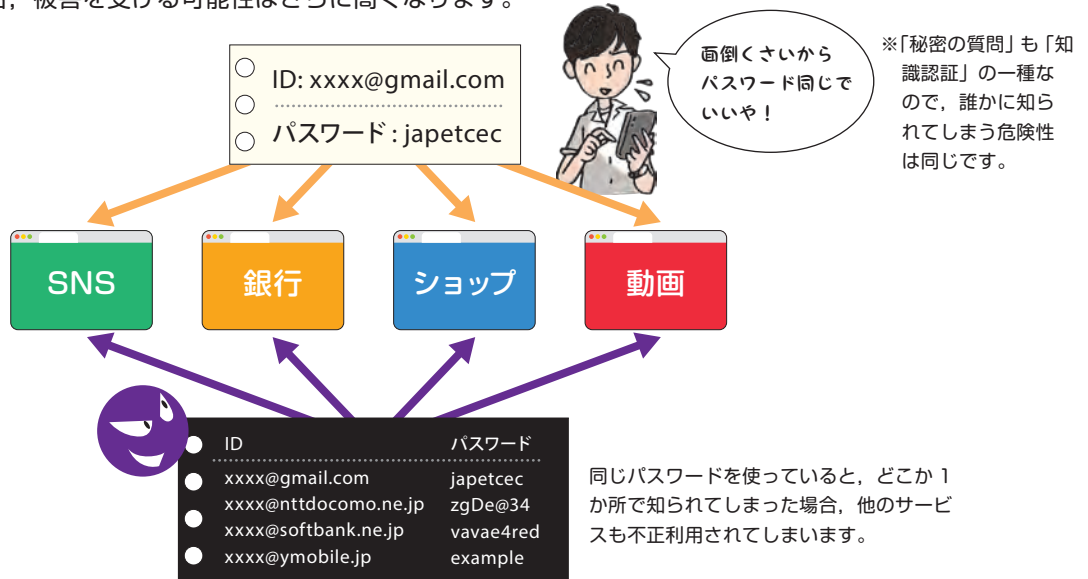 被害を受ける可能性はさらに高くなります。
ID: xxxx@gmail.com
パスワード : japetcec
面倒くさいから
パスワード同じで
いいや！
※「秘密の質問」も「知
識認証」の一種な
ので，誰かに知ら
れてしまう危険性
は同じです。
SNS
銀行
ショップ
動画
ID パスワード
xxxx@gmail.com japetcec
xxxx@nttdocomo.ne.jp zgDe@34
xxxx@softbank.ne.jp vavae4red
xxxx@ymobile.jp example
同じパスワードを使っていると，どこか 1
か所で知られてしまった場合，他のサービ
スも不正利用されてしまいます。